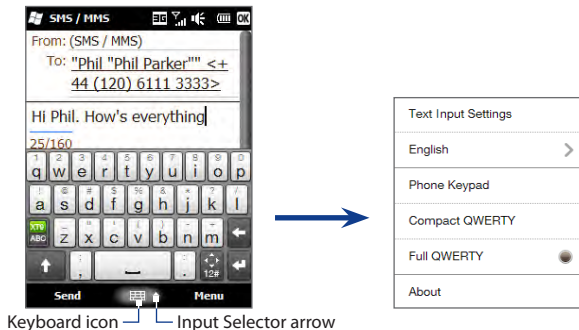 SMS / MMS OK
From: (SMS / MMS)
To: "Phil "Phil Parker"" <+
44 (120) 6111 3333>
Hi Phil. How's everything
25/160
q w e r t y u i o p
a s d f g h j k l
XT9 ABC z x c v b n m
, . 12#
Send Menu
Keyboard icon Input Selector arrow
Text Input Settings
English
Phone Keypad
Compact QWERTY
Full QWERTY
About